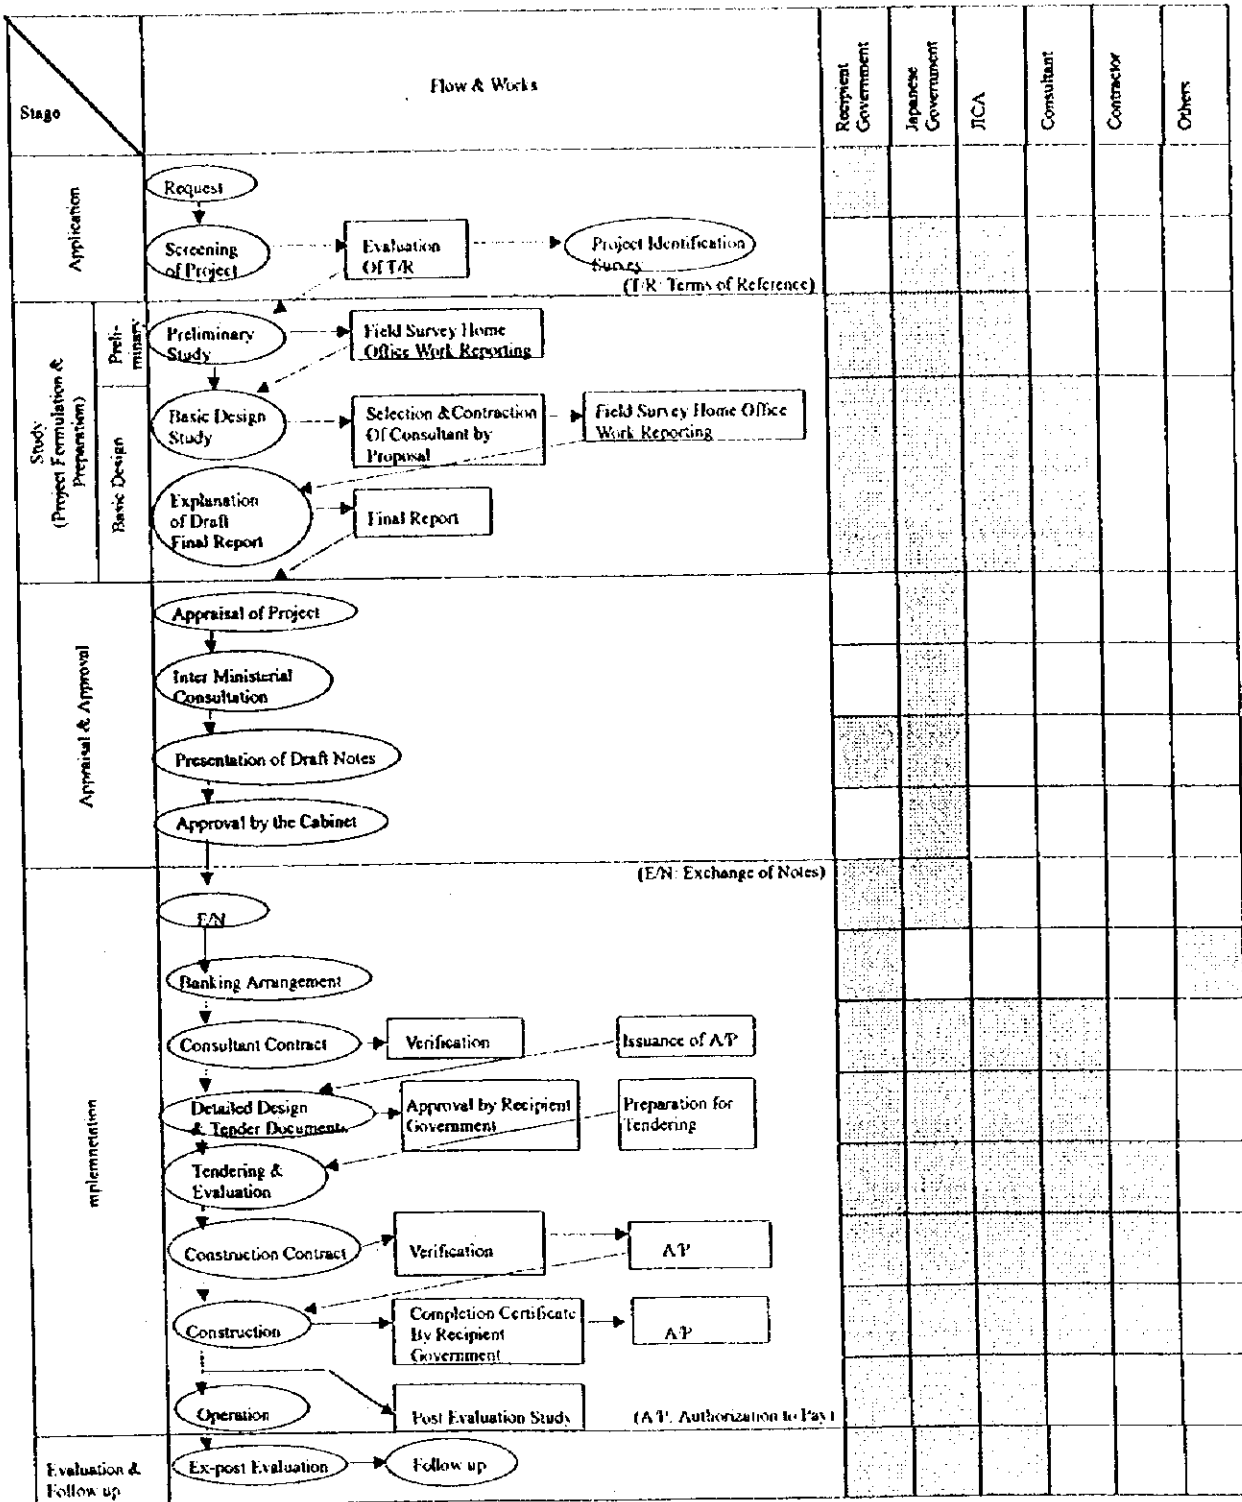 Stage
Flow & Works
Recipient
Government
Japanese
Government
JICA
Consultant
Contractor
Others
Application
Request
Screening
of Project
Evaluation
Of T/R
Project Identification
Survey
(T/R: Terms of Reference)
Study
(Project Formulation &
Preparation)
Preli-
minary
Preliminary
Study
Field Survey Home
Office Work Reporting
Basic Design
Basic Design
Study
Selection & Contraction
Of Consultant by
Proposal
Field Survey Home Office
Work Reporting
Explanation
of Draft
Final Report
Final Report
Appraisal & Approval
Appraisal of Project
Inter Ministerial
Consultation
Presentation of Draft Notes
Approval by the Cabinet
(E/N: Exchange of Notes)
mplemnetation
E/N
Banking Arrangement
Consultant Contract
Verification
Issuance of A/P
Detailed Design
& Tender Documents
Approval by Recipient
Government
Preparation for
Tendering
Tendering &
Evaluation
Construction Contract
Verification
A/P
Construction
Completion Certificate
By Recipient
Government
A/P
Operation
Post Evaluation Study
(A/P: Authorization to Pay)
Evaluation &
Follow up
Ex-post Evaluation
Follow up